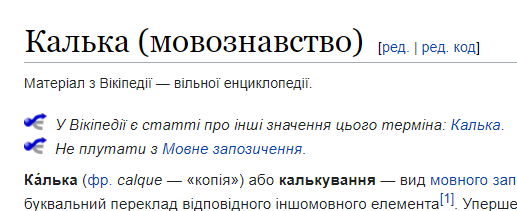 Калька (мовознавство) [ред. | ред. код]
Матеріал з Вікіпедії — вільної енциклопедії.
У Вікіпедії є статті про інші значення цього терміна: Калька.
Не плутати з Мовне запозичення.
Ка́лька (фр. calque — «копія») або калькування — вид мовного зап
буквальний переклад відповідного іншомовного елемента[1]. Уперше